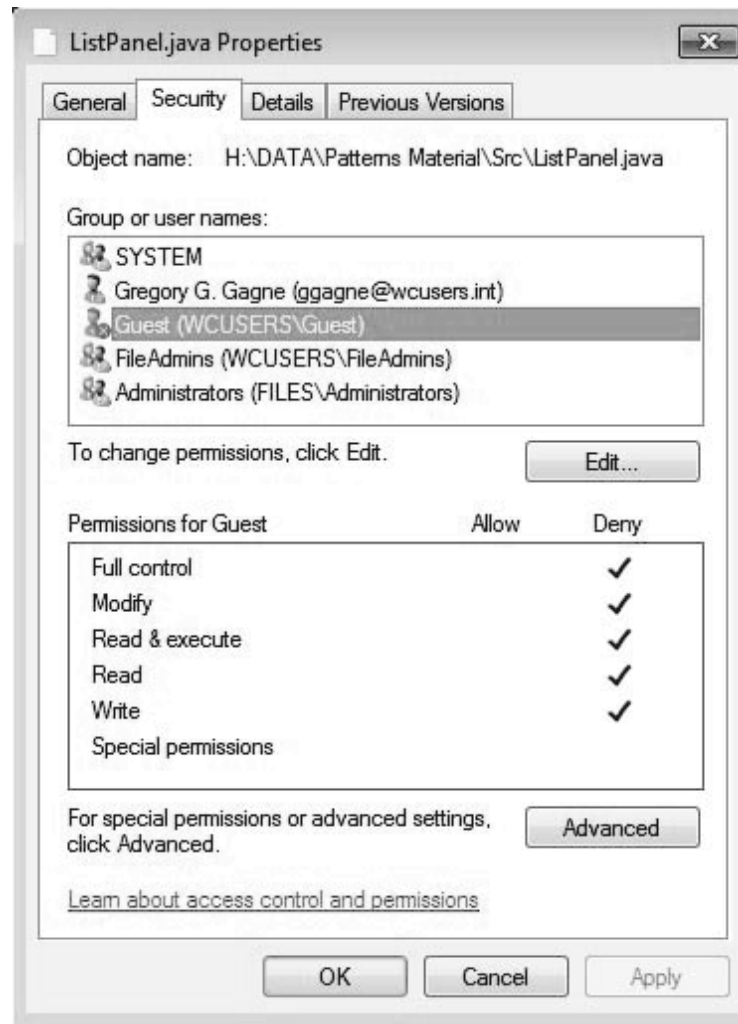 ListPanel.java Properties
General Security Details Previous Versions
Object name: H:\DATA\Patterns Material\Src\ListPanel.java
Group or user names:
SYSTEM
Gregory G. Gagne (ggagne@wcusers.int)
Guest (WCUSERS\Guest)
FileAdmins (WCUSERS\FileAdmins)
Administrators (FILES\Administrators)
To change permissions, click Edit.
Edit...
Permissions for Guest Allow Deny
Full control
Modify
Read & execute
Read
Write
Special permissions
For special permissions or advanced settings,
click Advanced.
Advanced
Learn about access control and permissions
OK Cancel Apply